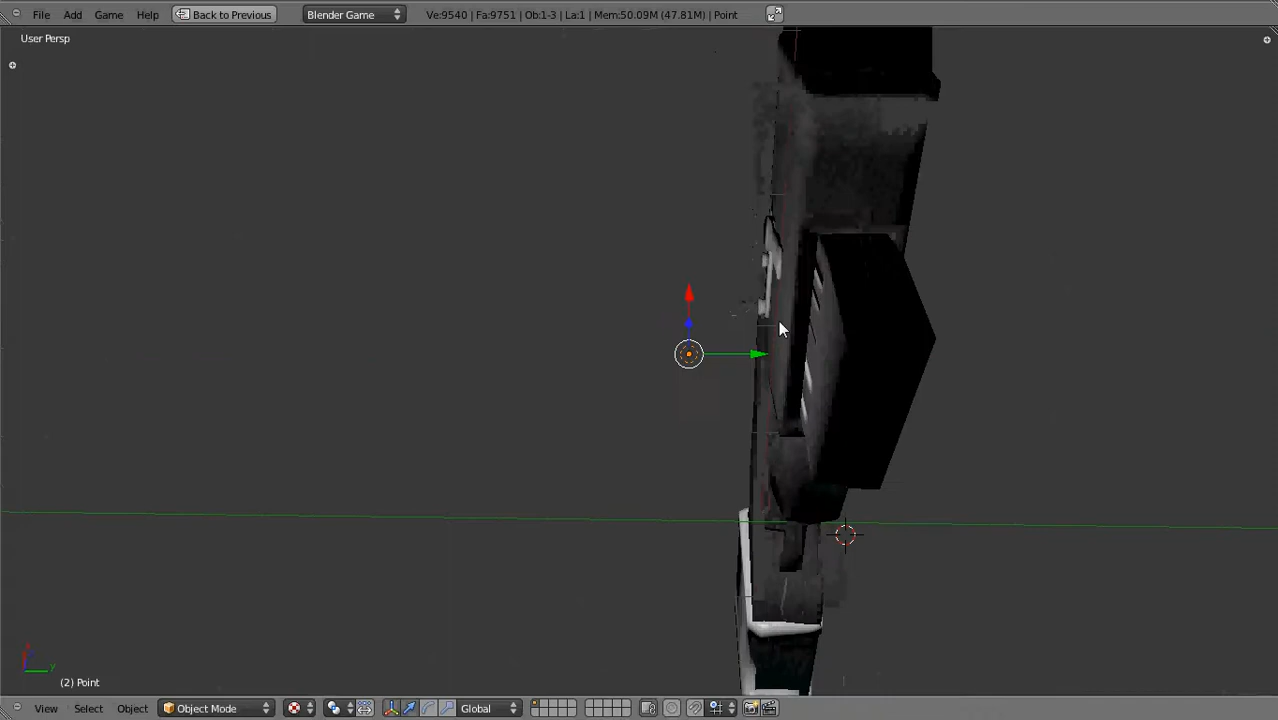 File Add Game Help Back to Previous Blender Game Ve:9540 | Fa:9751 | Ob:1-3 | La:1 | Mem:50.09M (47.81M) | Point
User Persp
y
(2) Point
View Select Object Object Mode Global